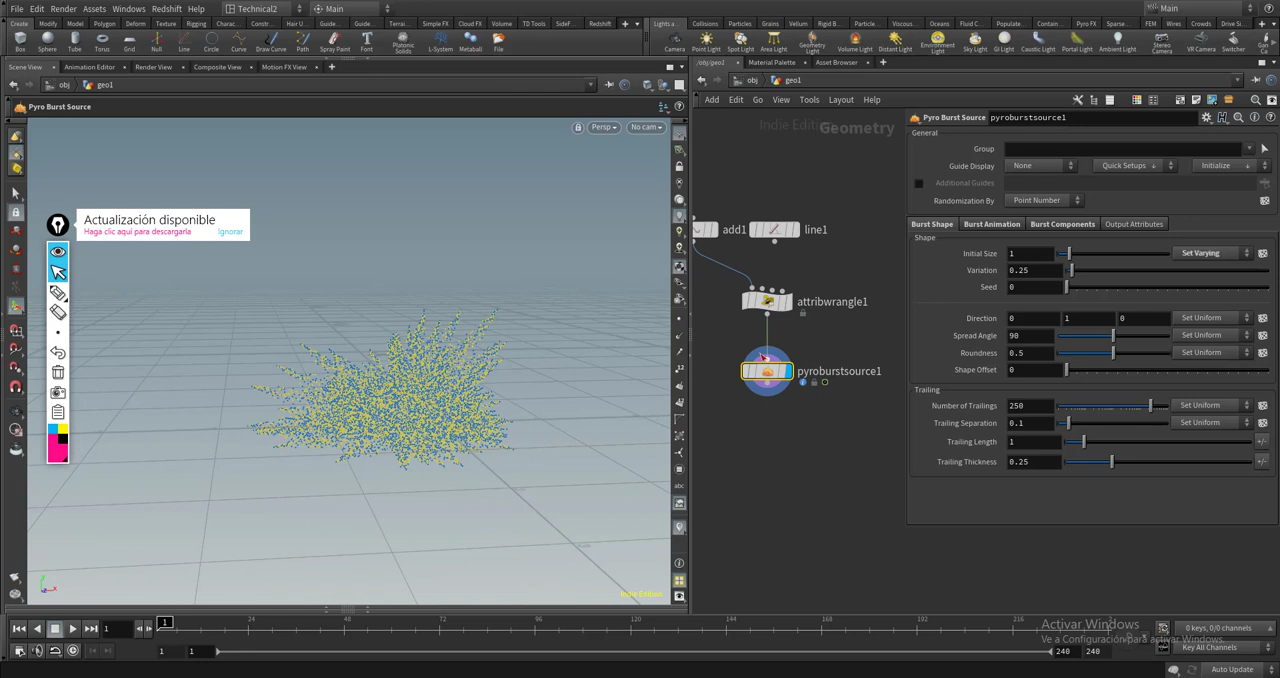 File Edit Render Assets Windows Redshift Help Technical2 Main Main
Create Modify Model Polygon Deform Texture Rigging Charac... Constr... Hair U... Guide ... Guide ... Terrai... Simple FX Cloud FX Volume TD Tools SideF... Redshift
Lights a... Collisions Particles Grains Vellum Rigid B... Particle... Viscous... Oceans Fluid C... Populate... Contain... Pyro FX Sparse... FEM Wires Crowds Drive Si...
Box Sphere Tube Torus Grid Null Line Circle Curve Draw Curve Path Spray Paint Font Platonic Solids L-System Metaball File
Camera Point Light Spot Light Area Light Geometry Light Volume Light Distant Light Environment Light Sky Light GI Light Caustic Light Portal Light Ambient Light Stereo Camera VR Camera Switcher
Scene View Animation Editor Render View Composite View Motion FX View
/obj/geo1 Material Palette Asset Browser
obj geo1
obj geo1
Pyro Burst Source
Add Edit Go View Tools Layout Help
Persp No cam
Indie Edition Geometry
Pyro Burst Source pyroburstsource1
General
Group
Guide Display None Quick Setups Initialize
Additional Guides
Randomization By Point Number
Burst Shape Burst Animation Burst Components Output Attributes
Shape
Initial Size 1 Set Varying
Variation 0.25
Seed 0
Direction 0 1 0 Set Uniform
Spread Angle 90 Set Uniform
Roundness 0.5 Set Uniform
Shape Offset 0
Trailing
Number of Trailings 250 Set Uniform
Trailing Separation 0.1 Set Uniform
Trailing Length 1 +/-
Trailing Thickness 0.25 +/-
Actualización disponible
Haga clic aquí para descargarla Ignorar
add1 line1
attribwrangle1
pyroburstsource1
abc
Indie Edition
1 1 24 48 72 96 120 144 168 192 216
1 1 240 240
Activar Windows
Ve a Configuración para activar Windows.
0 keys, 0/0 channels
Key All Channels
Auto Update